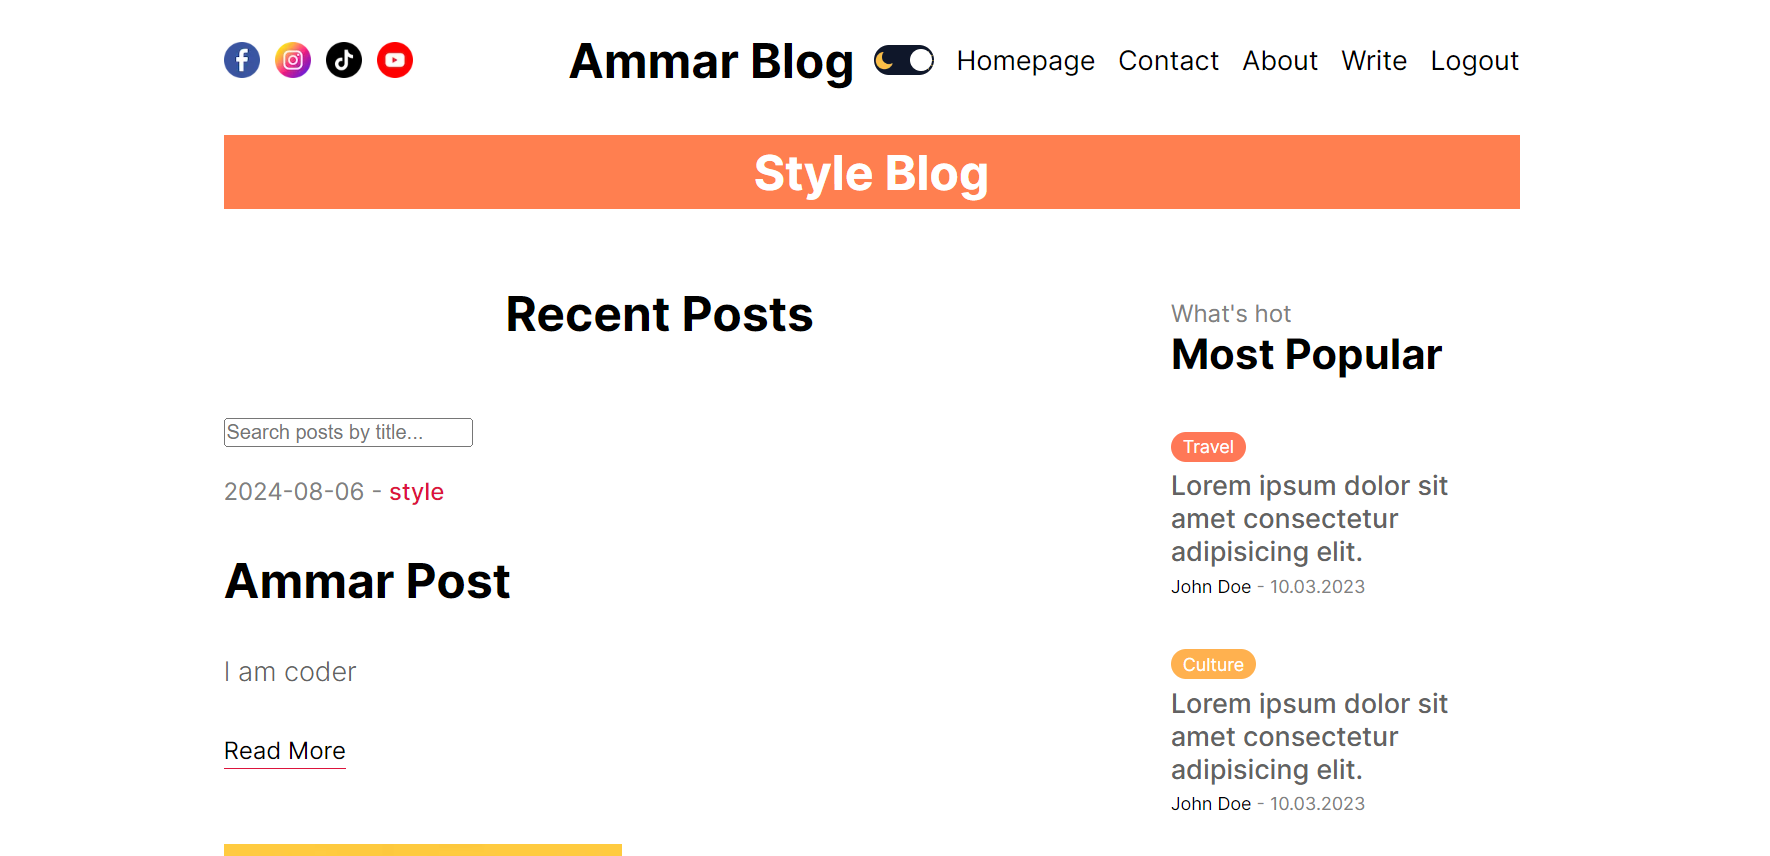 Ammar Blog
Homepage Contact About Write Logout
Style Blog
Recent Posts
Search posts by title...
2024-08-06 - style
Ammar Post
I am coder
Read More
What's hot
Most Popular
Travel
Lorem ipsum dolor sit
amet consectetur
adipisicing elit.
John Doe - 10.03.2023
Culture
Lorem ipsum dolor sit
amet consectetur
adipisicing elit.
John Doe - 10.03.2023